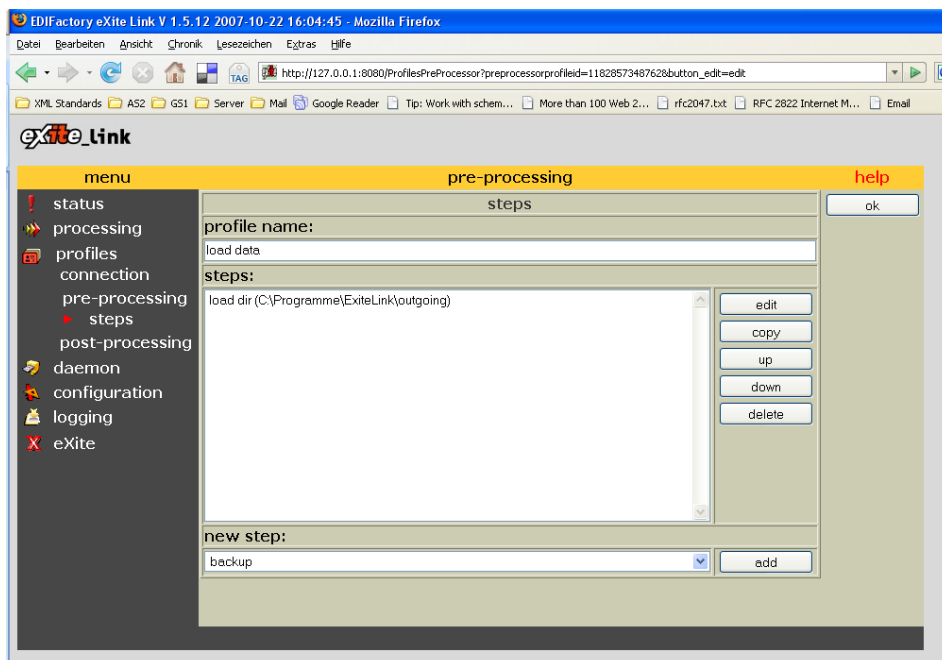 EDIFactory eXite Link V 1.5.12 2007-10-22 16:04:45 - Mozilla Firefox
Datei Bearbeiten Ansicht Chronik Lesezeichen Extras Hilfe
TAG http://127.0.0.1:8080/ProfilesPreProcessor?preprocessorprofileid=1182857348762&button_edit=edit
XML Standards AS2 GS1 Server Mail Google Reader Tip: Work with schem... More than 100 Web 2... rfc2047.txt RFC 2822 Internet M... Email
eXite_Link
menu pre-processing help
status steps ok
processing profile name:
profiles load data
connection steps:
pre-processing load dir (C:\Programme\ExiteLink\outgoing) edit
steps copy
post-processing up
daemon down
configuration delete
logging
eXite
new step:
backup add